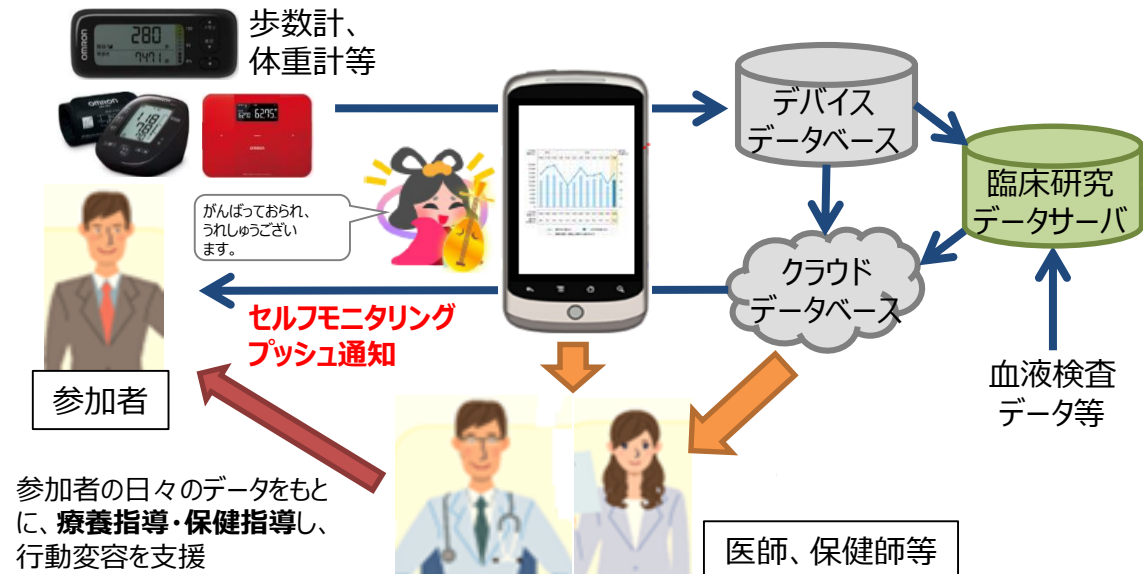 歩数計、
体重計等
OMRON
280
7471
OMRON
がんばっておられ、
うれしゅうござい
ます。
デバイス
データベース
臨床研究
データサーバ
クラウド
データベース
セルフモニタリング
プッシュ通知
血液検査
データ等
参加者
参加者の日々のデータをもと
に、療養指導・保健指導し、
行動変容を支援
医師、保健師等